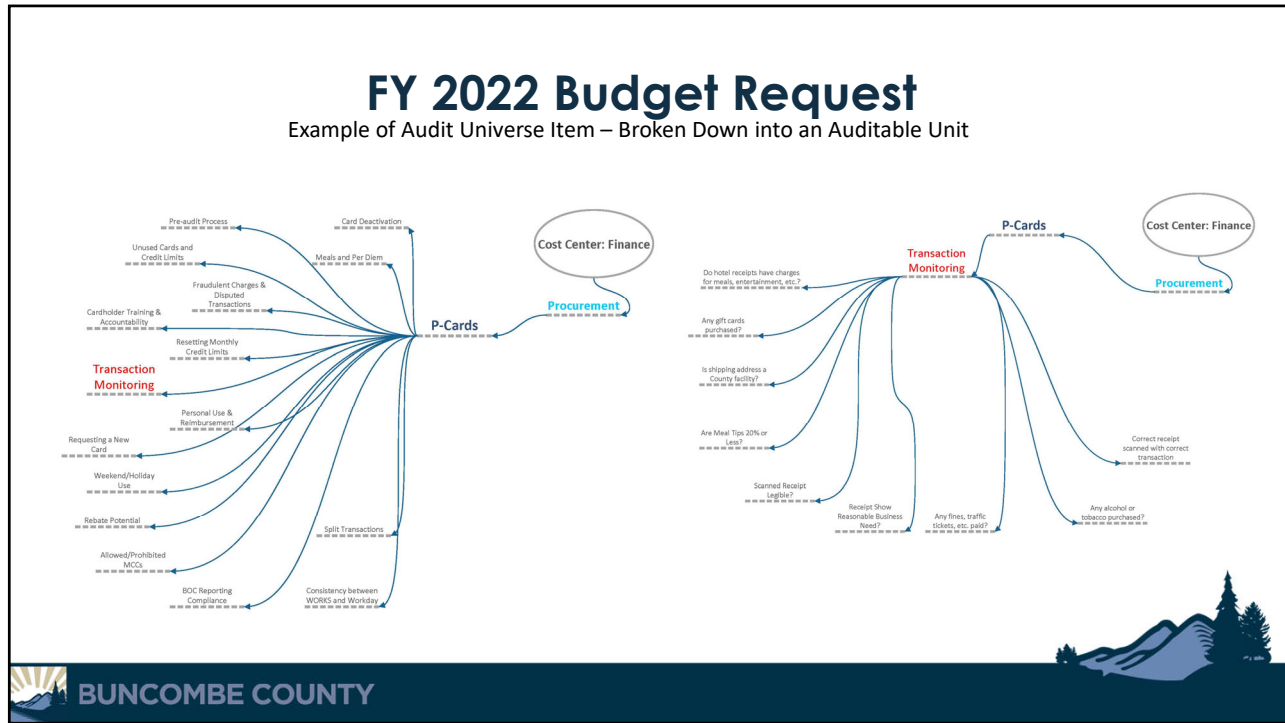 FY 2022 Budget Request
Example of Audit Universe Item – Broken Down into an Auditable Unit
Pre-audit Process
Card Deactivation
Unused Cards and
Credit Limits
Meals and Per Diem
Cost Center: Finance
Fraudulent Charges &
Disputed
Transactions
Procurement
Cardholder Training &
Accountability
P-Cards
Resetting Monthly
Credit Limits
Transaction
Monitoring
Personal Use &
Reimbursement
Requesting a New
Card
Weekend/Holiday
Use
Rebate Potential
Split Transactions
Allowed/Prohibited
MCCs
BOC Reporting
Compliance
Consistency between
WORKS and Workday
Cost Center: Finance
P-Cards
Transaction
Monitoring
Procurement
Do hotel receipts have charges
for meals, entertainment, etc.?
Any gift cards
purchased?
Is shipping address a
County facility?
Are Meal Tips 20% or
Less?
Correct receipt
scanned with correct
transaction
Scanned Receipt
Legible?
Receipt Show
Reasonable Business
Need?
Any fines, traffic
tickets, etc. paid?
Any alcohol or
tobacco purchased?
BUNCOMBE COUNTY